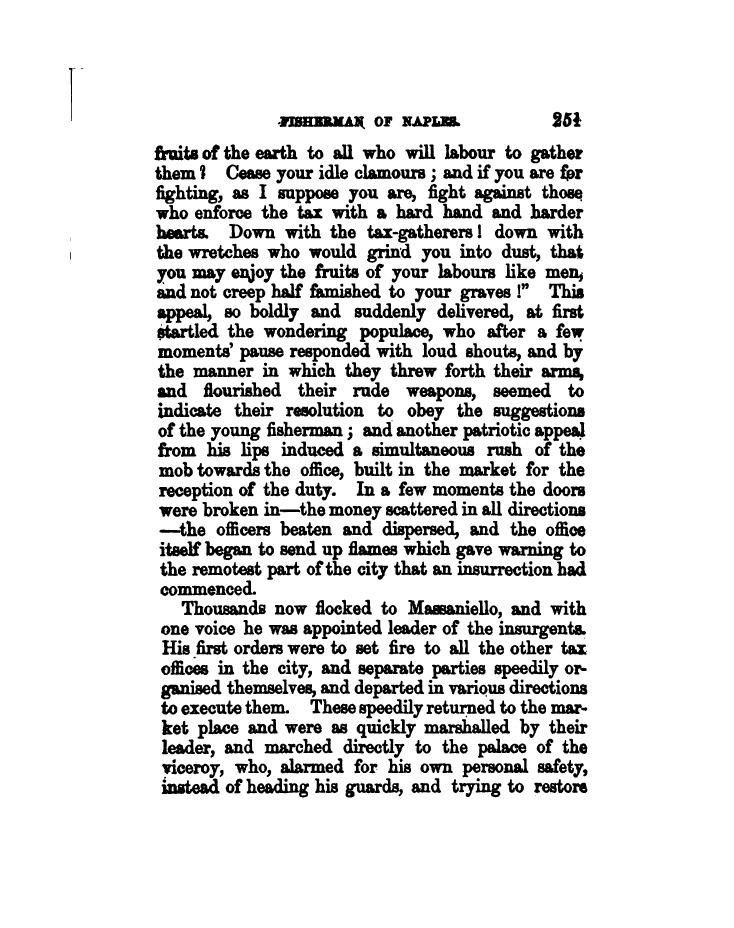 FISHERMAN OF NAPLES. 251
fruits of the earth to all who will labour to gather
them? Cease your idle clamours; and if you are for
fighting, as I suppose you are, fight against those
who enforce the tax with a hard hand and harder
hearts. Down with the tax-gatherers! down with
the wretches who would grind you into dust, that
you may enjoy the fruits of your labours like men,
and not creep half famished to your graves!" This
appeal, so boldly and suddenly delivered, at first
startled the wondering populace, who after a few
moments' pause responded with loud shouts, and by
the manner in which they threw forth their arms,
and flourished their rude weapons, seemed to
indicate their resolution to obey the suggestions
of the young fisherman; and another patriotic appeal
from his lips induced a simultaneous rush of the
mob towards the office, built in the market for the
reception of the duty. In a few moments the doors
were broken in—the money scattered in all directions
—the officers beaten and dispersed, and the office
itself began to send up flames which gave warning to
the remotest part of the city that an insurrection had
commenced.
Thousands now flocked to Massaniello, and with
one voice he was appointed leader of the insurgents.
His first orders were to set fire to all the other tax
offices in the city, and separate parties speedily or-
ganised themselves, and departed in various directions
to execute them. These speedily returned to the mar-
ket place and were as quickly marshalled by their
leader, and marched directly to the palace of the
viceroy, who, alarmed for his own personal safety,
instead of heading his guards, and trying to restore